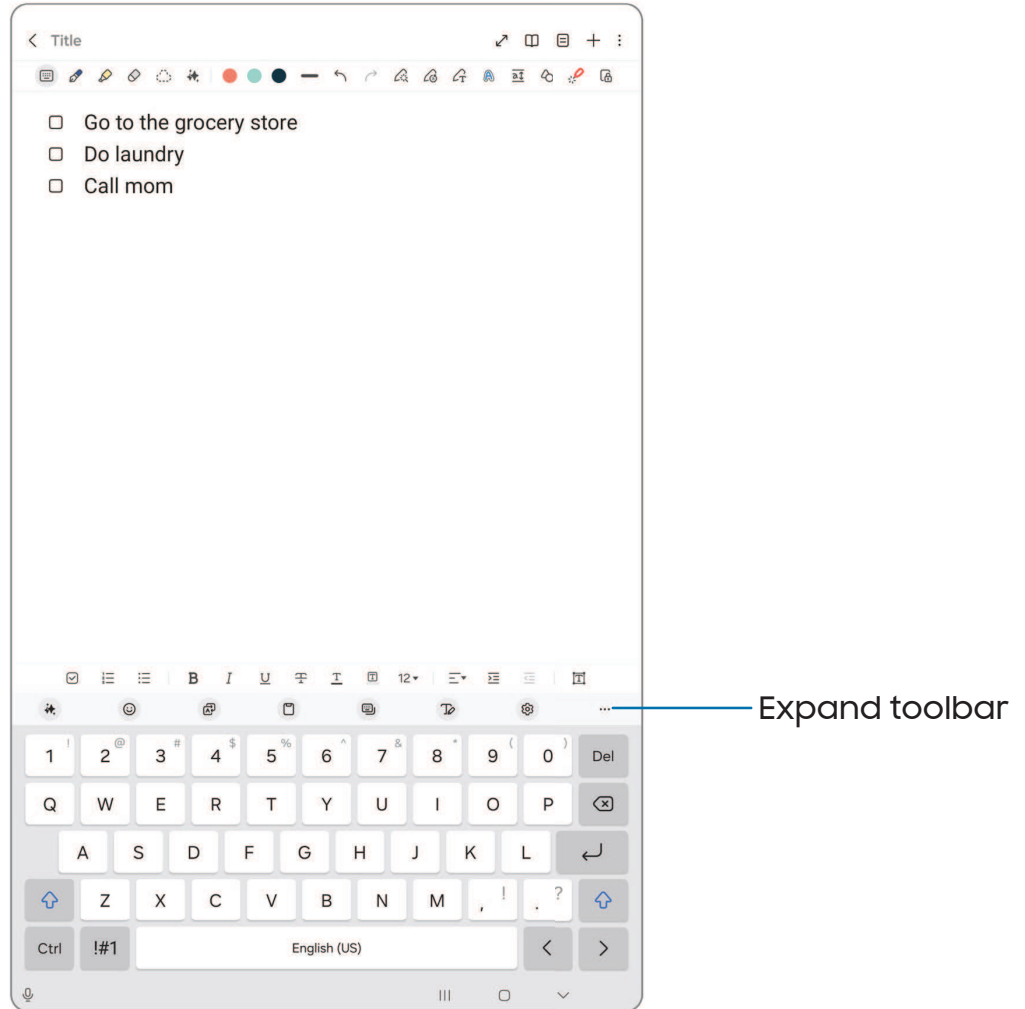 Title
Go to the grocery store
Do laundry
Call mom
B I U T T T 12
Expand toolbar
1 ! 2 @ 3 # 4 $ 5 % 6 ^ 7 & 8 * 9 ( 0 ) Del
Q W E R T Y U I O P
A S D F G H J K L
Z X C V B N M , ! . ?
Ctrl !#1 English (US) < >